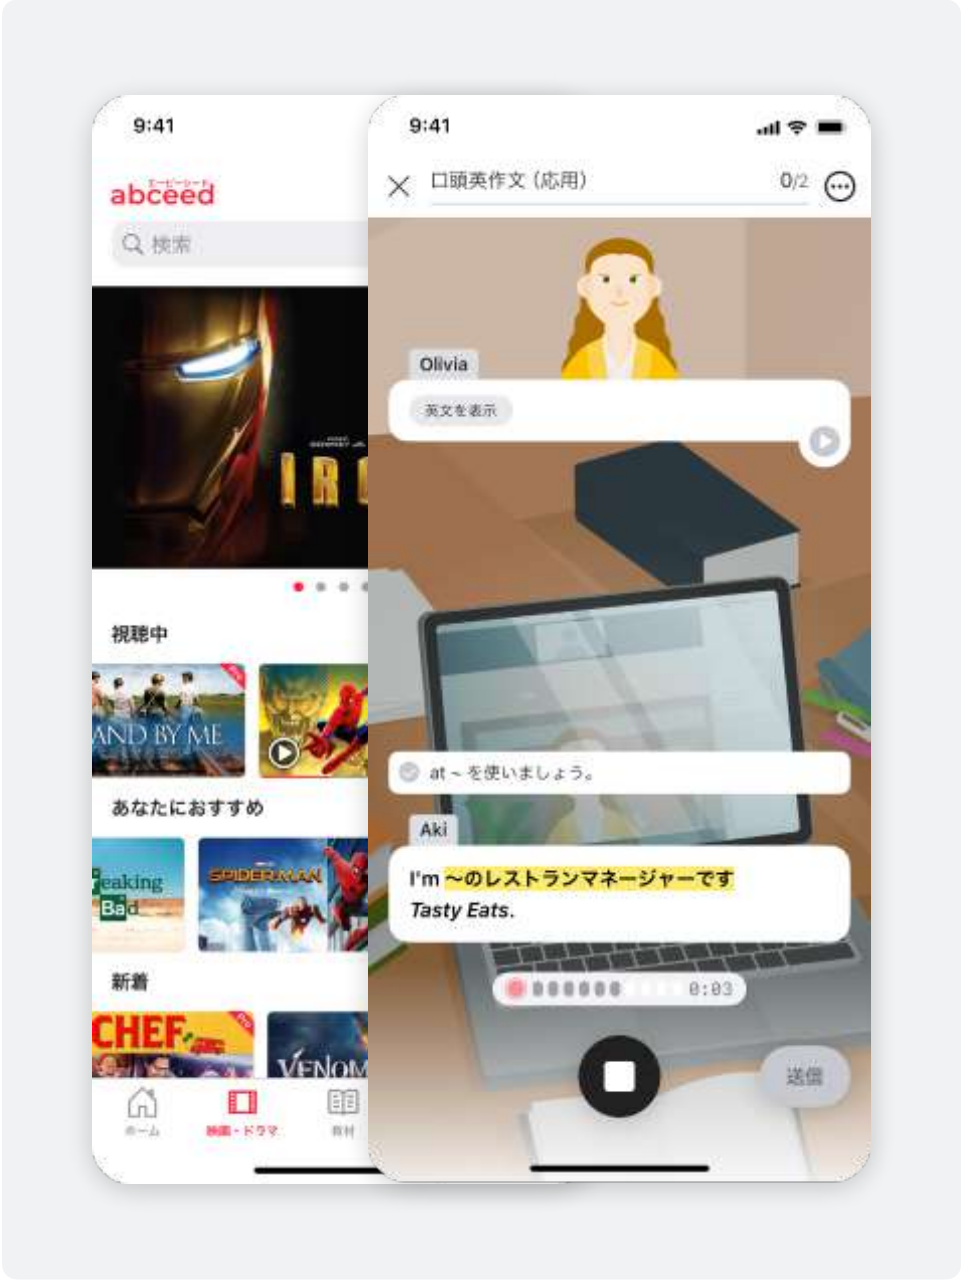 9:41
エービーシード
abceed
検索
IR
視聴中
AND BY ME
Pro
あなたにおすすめ
eaking
Bad
SPIDER-MAN
新着
CHEF
Pro
VENOM
ホーム
映画・ドラマ
教材
9:41
口頭英作文（応用）
0/2
Olivia
英文を表示
at ~ を使いましょう。
Aki
I'm 〜のレストランマネージャーです
Tasty Eats.
0:03
送信